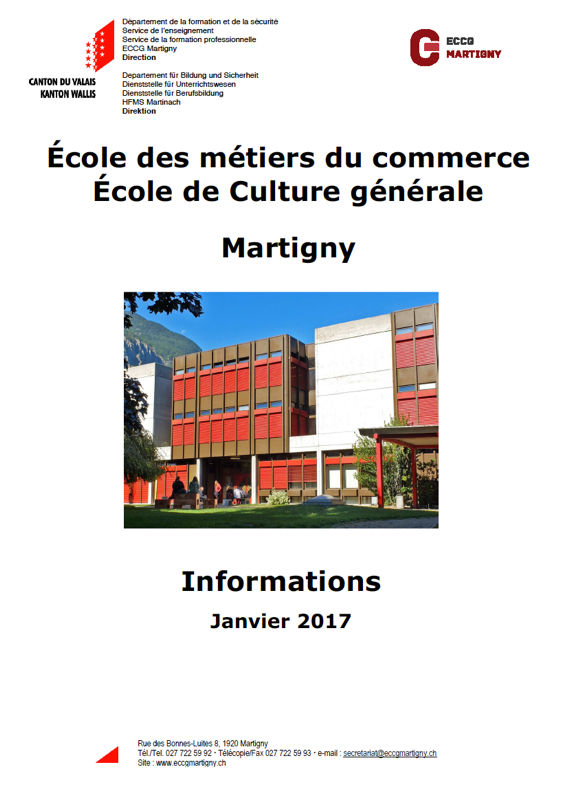 Département de la formation et de la sécurité
Service de l'enseignement
Service de la formation professionelle
ECCG Martigny
Direction
Departement für Bildung und Sicherheit
Dienststelle für Unterrichtswesen
Dienststelle für Berufsbildung
HFMS Martinach
Direktion
CANTON DU VALAIS
KANTON WALLIS
ECCG
MARTIGNY
École des métiers du commerce
École de Culture générale
Martigny
Informations
Janvier 2017
Rue des Bonnes-Luites 8, 1920 Martigny
Tél./Tel. 027 722 59 92 • Télécopie/Fax 027 722 59 93 • e-mail : secretariat@eccgmartigny.ch
Site : www.eccgmartigny.ch